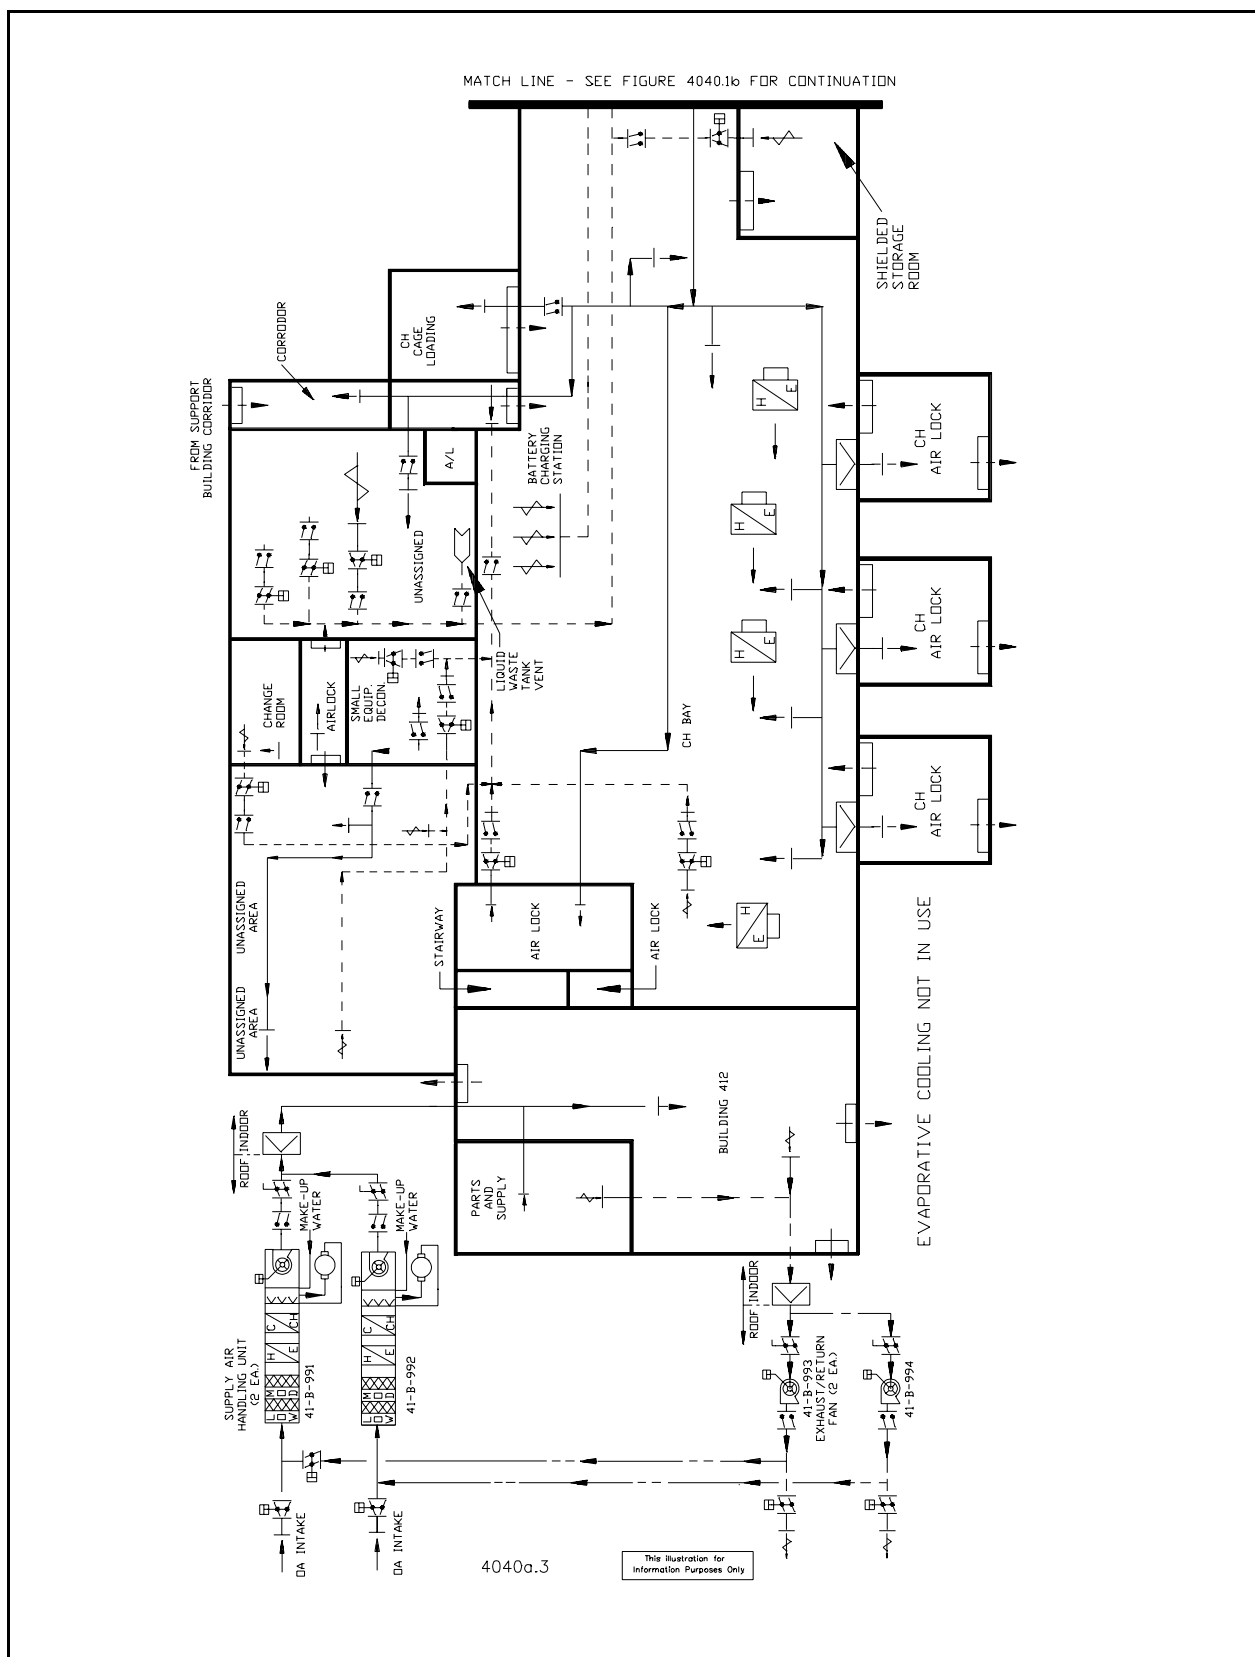 MATCH LINE - SEE FIGURE 4040.1b FOR CONTINUATION
SHIELDED
STORAGE
ROOM
CH
CAGE
LOADING
CORRODOR
FROM SUPPORT
BUILDING CORRIDOR
A/L
BATTERY
CHARGING
STATION
UNASSIGNED
H
E
H
E
H
E
H
E
CH
AIR LOCK
CH
AIR LOCK
CH
AIR LOCK
LIQUID
WASTE
TANK
VENT
CHANGE
ROOM
AIRLOCK
SMALL
EQUIP.
DECON.
CH BAY
UNASSIGNED
AREA
UNASSIGNED
AREA
STAIRWAY
AIR LOCK
AIR LOCK
EVAPORATIVE COOLING NOT IN USE
BUILDING 412
PARTS
AND
SUPPLY
ROOF
INDOOR
MAKE-UP
WATER
MAKE-UP
WATER
SUPPLY AIR
HANDLING UNIT
(2 EA.)
L
O
W
M
O
D
H
E
C
CH
41-B-991
L
O
W
M
O
D
H
E
C
CH
41-B-992
ROOF
INDOOR
41-B-993
EXHAUST/RETURN
FAN (2 EA.)
41-B-994
OA INTAKE
OA INTAKE
4040a.3
This illustration for
Information Purposes Only